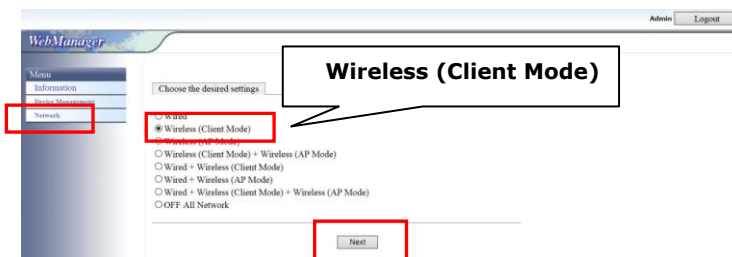 Admin Logout
WebManager
Wireless (Client Mode)
Menu
Information
Device Management
Network
Choose the desired settings
Wired
Wireless (Client Mode)
Wireless (AP Mode)
Wireless (Client Mode) + Wireless (AP Mode)
Wired + Wireless (Client Mode)
Wired + Wireless (AP Mode)
Wired + Wireless (Client Mode) + Wireless (AP Mode)
OFF All Network
Next